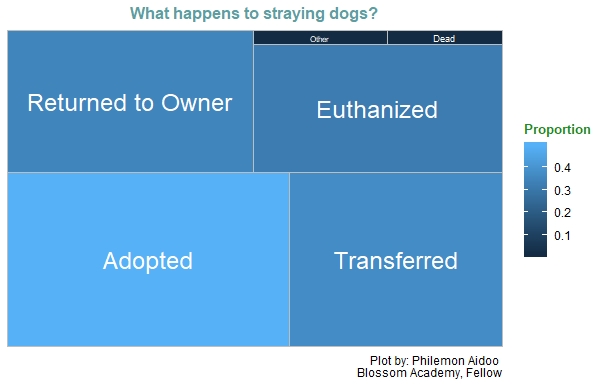 What happens to straying dogs?
Other
Dead
Returned to Owner
Euthanized
Adopted
Transferred
Proportion
0.4
0.3
0.2
0.1
Plot by: Philemon Aidoo
Blossom Academy, Fellow